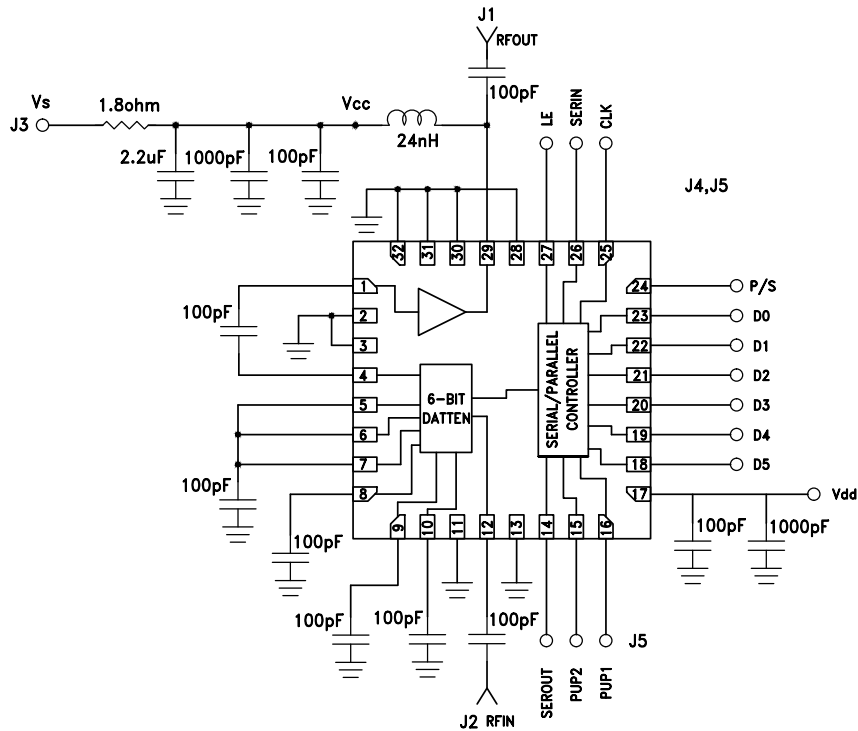 J1
RFOUT
100pF
Vs
J3
1.8ohm
Vcc
24nH
2.2uF
1000pF
100pF
LE
SERIN
CLK
J4,J5
32
31
30
29
28
27
26
25
1
2
3
4
5
6
7
8
100pF
6-BIT
DATTEN
SERIAL/PARALLEL
CONTROLLER
24
23
22
21
20
19
18
17
P/S
D0
D1
D2
D3
D4
D5
Vdd
100pF
1000pF
100pF
100pF
9
10
11
12
13
14
15
16
100pF
100pF
100pF
J2 RFIN
SEROUT
PUP2
PUP1
J5